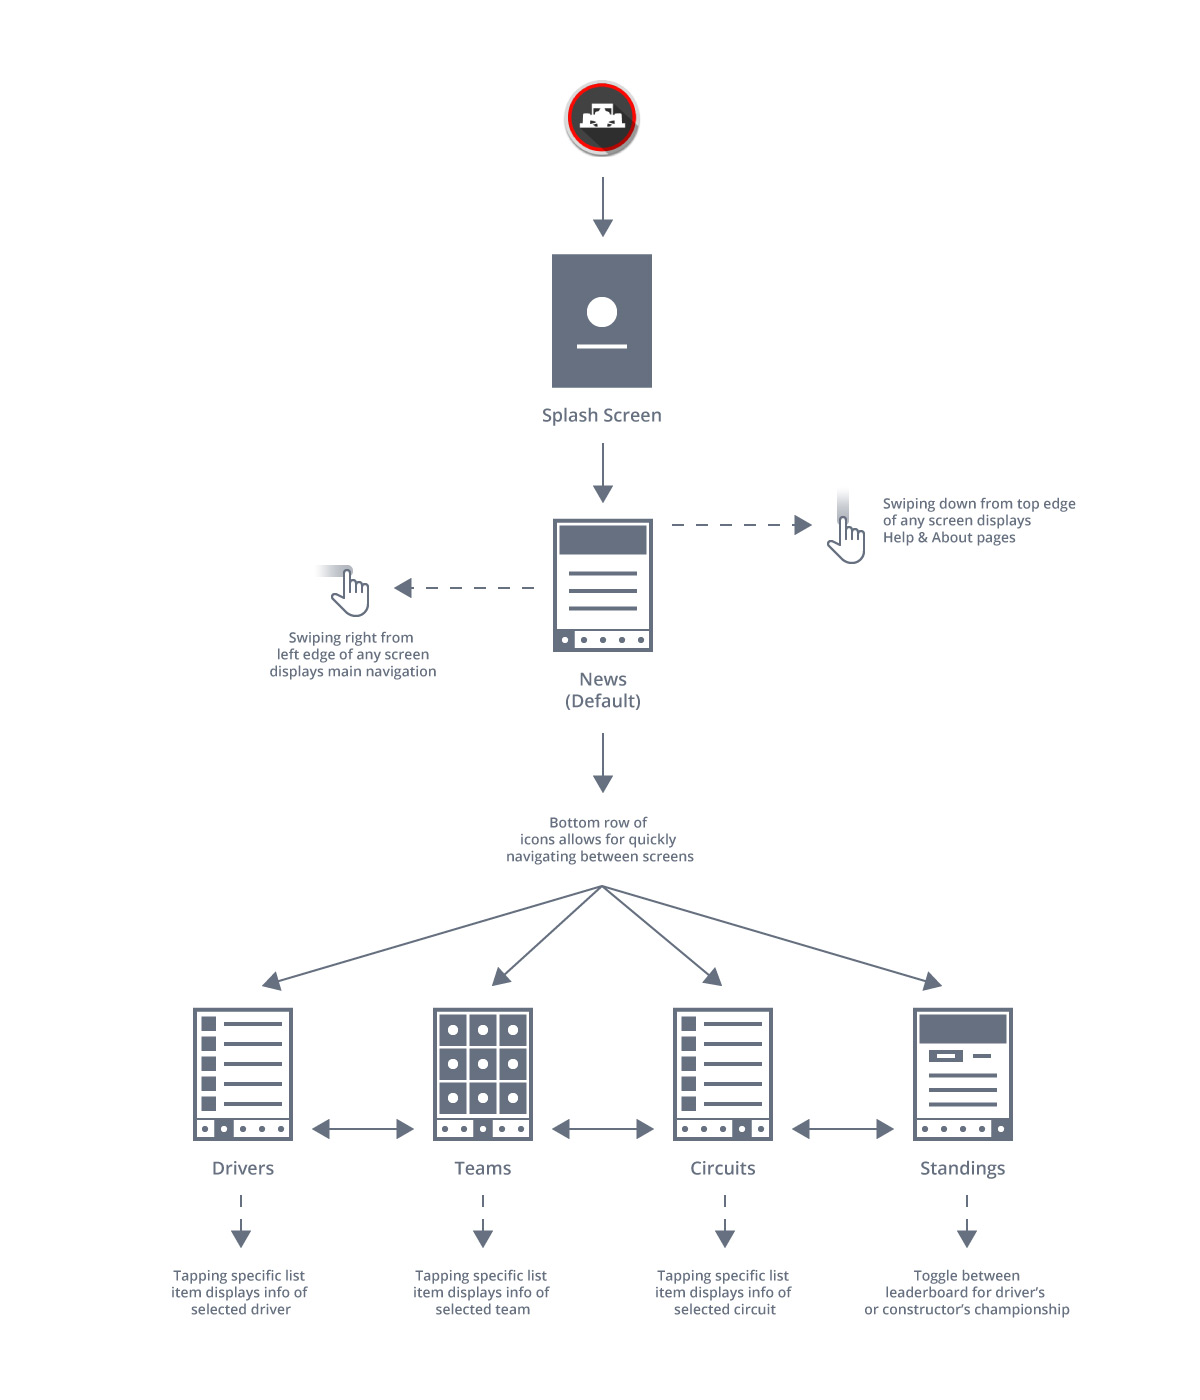 Splash Screen
Swiping down from top edge
of any screen displays
Help & About pages
Swiping right from
left edge of any screen
displays main navigation
News
(Default)
Bottom row of
icons allows for quickly
navigating between screens
Drivers
Teams
Circuits
Standings
Tapping specific list
item displays info of
selected driver
Tapping specific list
item displays info of
selected team
Tapping specific list
item displays info of
selected circuit
Toggle between
leaderboard for driver's
or constructor's championship